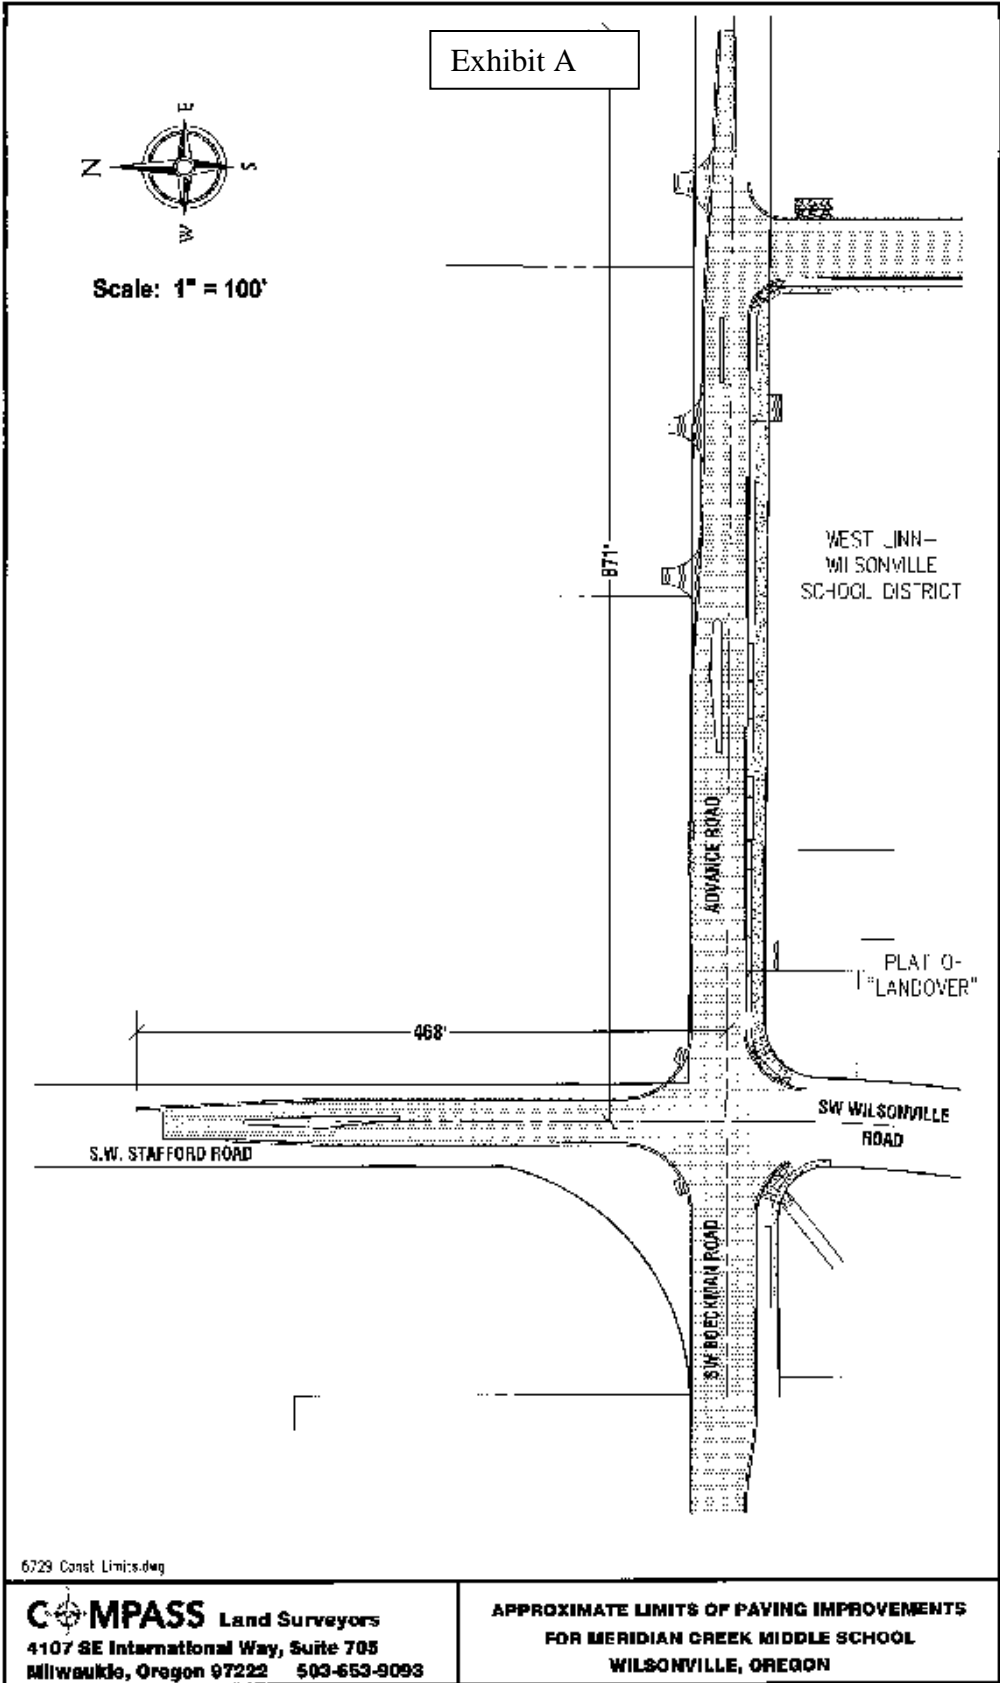 Exhibit A
E
N
S
W
Scale: 1" = 100'
871'
WEST LINN-
WILSONVILLE
SCHOOL DISTRICT
ADVANCE ROAD
PLAT O-
"LANDOVER"
468'
SW WILSONVILLE
ROAD
S.W. STAFFORD ROAD
SW BOECKMAN ROAD
6729 Const Limits.dwg
COMPASS Land Surveyors
4107 SE International Way, Suite 705
Milwaukie, Oregon 97222 503-653-9093
APPROXIMATE LIMITS OF PAVING IMPROVEMENTS
FOR MERIDIAN CREEK MIDDLE SCHOOL
WILSONVILLE, OREGON